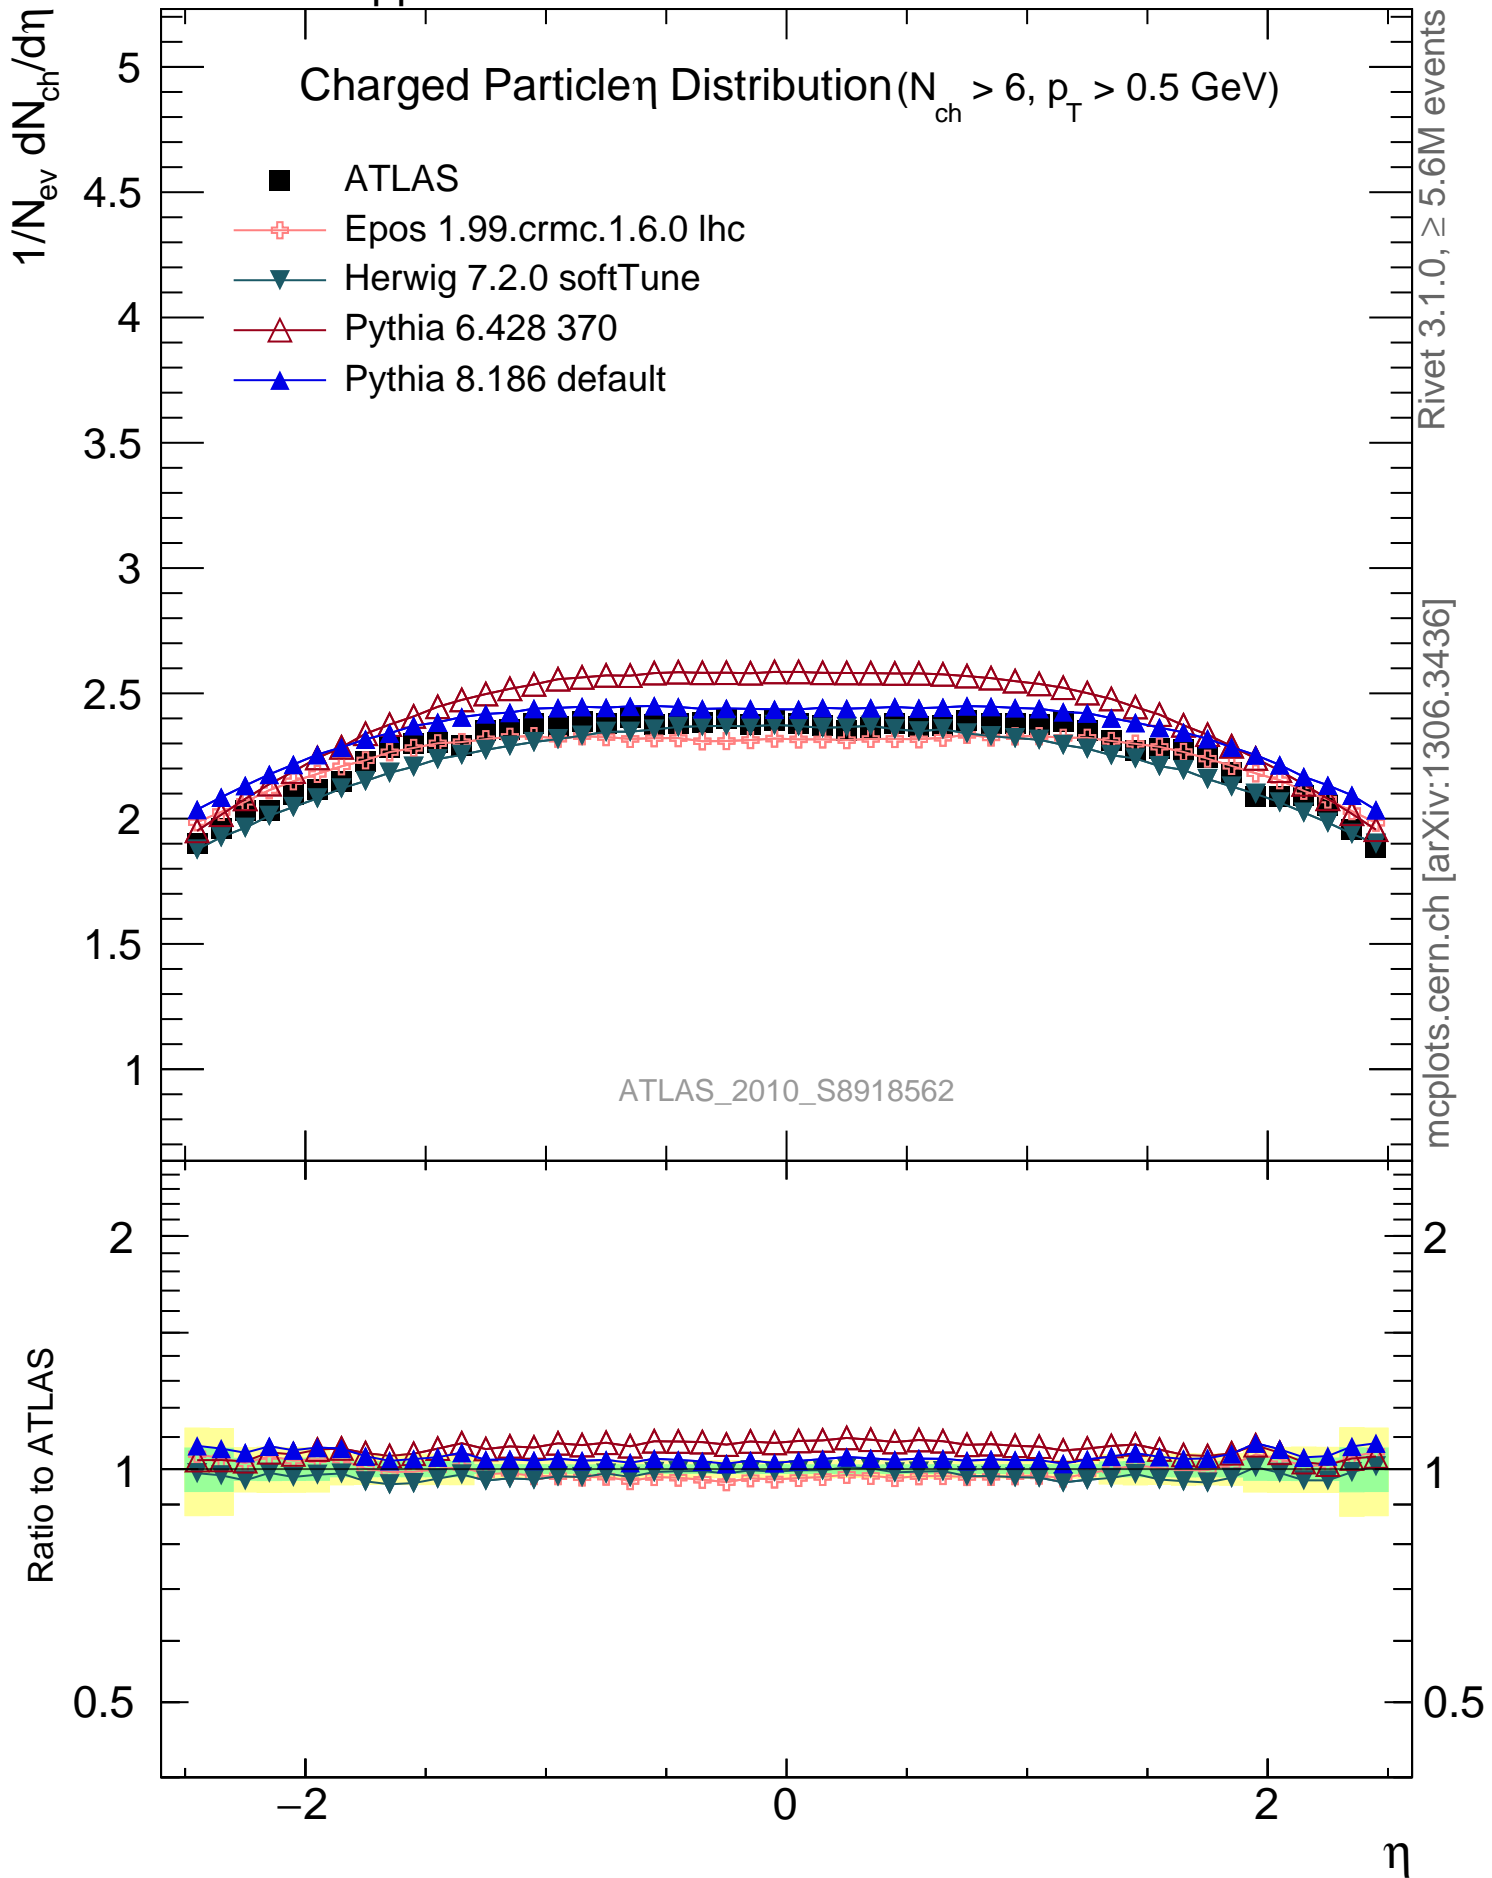 1/N_ev dN_ch/dη
Charged Particle η Distribution (N_ch > 6, p_T > 0.5 GeV)
ATLAS
Epos 1.99.crmc.1.6.0 lhc
Herwig 7.2.0 softTune
Pythia 6.428 370
Pythia 8.186 default
5
4.5
4
3.5
3
2.5
2
1.5
1
ATLAS_2010_S8918562
Rivet 3.1.0, ≥ 5.6M events
mcplots.cern.ch [arXiv:1306.3436]
Ratio to ATLAS
2
1
0.5
2
1
0.5
−2
0
2
η